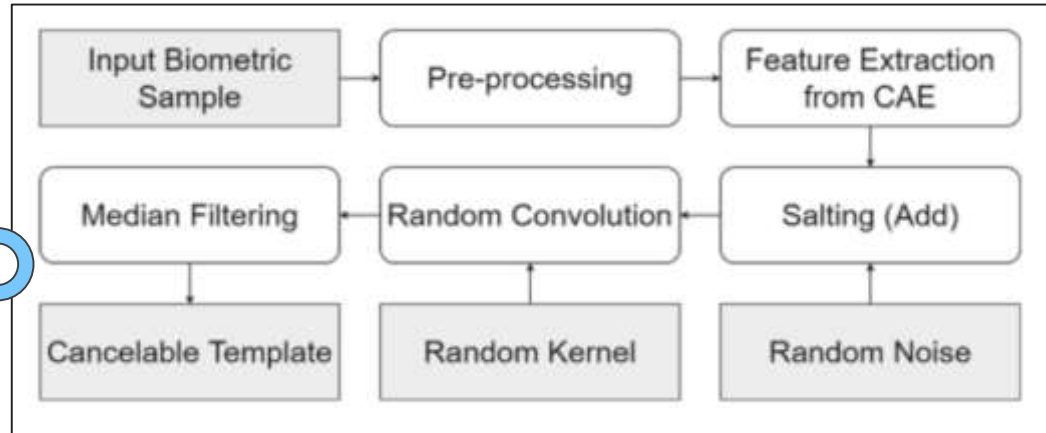 Input Biometric
Sample
Pre-processing
Feature Extraction
from CAE
Median Filtering
Random Convolution
Salting (Add)
Cancelable Template
Random Kernel
Random Noise